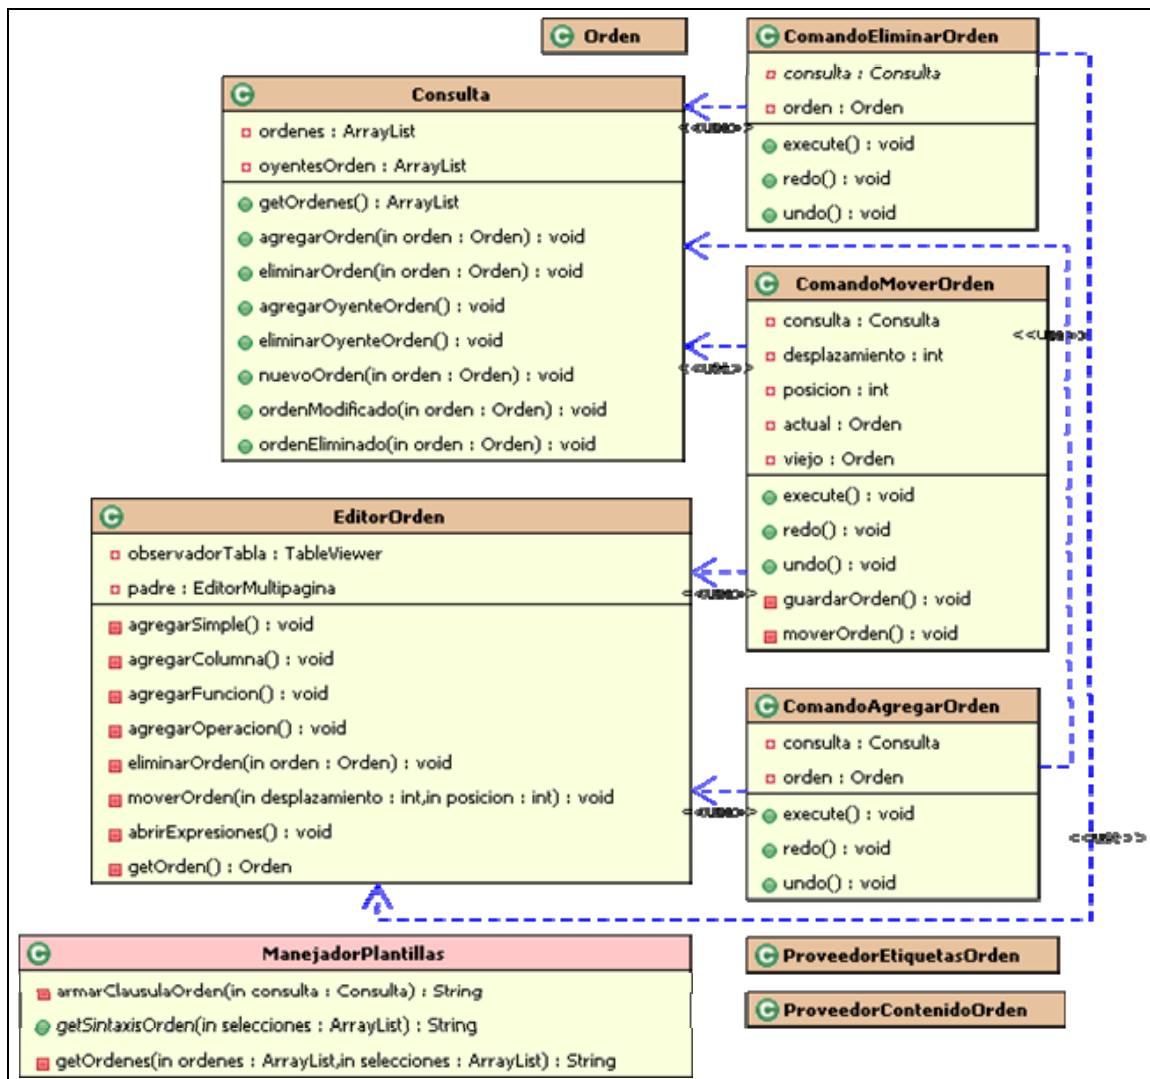 Orden
Consulta
ordenes : ArrayList
oyentesOrden : ArrayList
getOrdenes() : ArrayList
agregarOrden(in orden : Orden) : void
eliminarOrden(in orden : Orden) : void
agregarOyenteOrden() : void
eliminarOyenteOrden() : void
nuevoOrden(in orden : Orden) : void
ordenModificado(in orden : Orden) : void
ordenEliminado(in orden : Orden) : void
ComandoEliminarOrden
consulta : Consulta
orden : Orden
execute() : void
redo() : void
undo() : void
<<use>>
ComandoMoverOrden
consulta : Consulta
desplazamiento : int
posicion : int
actual : Orden
viejo : Orden
execute() : void
redo() : void
undo() : void
guardarOrden() : void
moverOrden() : void
<<use>>
<<use>>
EditorOrden
observadorTabla : TableViewer
padre : EditorMultipagina
agregarSimple() : void
agregarColumna() : void
agregarFuncion() : void
agregarOperacion() : void
eliminarOrden(in orden : Orden) : void
moverOrden(in desplazamiento : int,in posicion : int) : void
abrirExpresiones() : void
getOrden() : Orden
<<use>>
ComandoAgregarOrden
consulta : Consulta
orden : Orden
execute() : void
redo() : void
undo() : void
<<use>>
<<use>>
ManejadorPlantillas
armarClausulaOrden(in consulta : Consulta) : String
getSintaxisOrden(in selecciones : ArrayList) : String
getOrdenes(in ordenes : ArrayList,in selecciones : ArrayList) : String
ProveedorEtiquetasOrden
ProveedorContenidoOrden